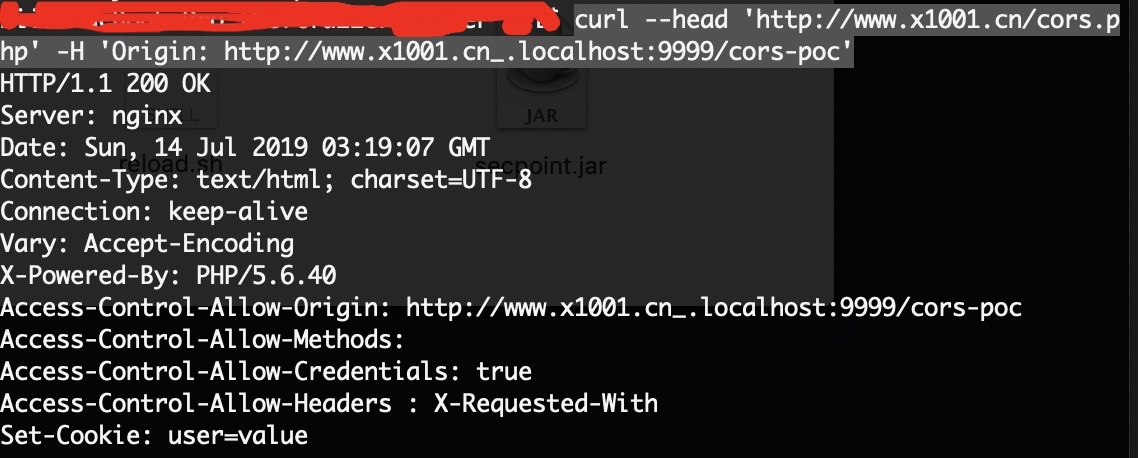 curl --head 'http://www.x1001.cn/cors.p
hp' -H 'Origin: http://www.x1001.cn_.localhost:9999/cors-poc'
HTTP/1.1 200 OK
Server: nginx
JAR
Date: Sun, 14 Jul 2019 03:19:07 GMT
reload.sh
secpoint.jar
Content-Type: text/html; charset=UTF-8
Connection: keep-alive
Vary: Accept-Encoding
X-Powered-By: PHP/5.6.40
Access-Control-Allow-Origin: http://www.x1001.cn_.localhost:9999/cors-poc
Access-Control-Allow-Methods:
Access-Control-Allow-Credentials: true
Access-Control-Allow-Headers : X-Requested-With
Set-Cookie: user=value